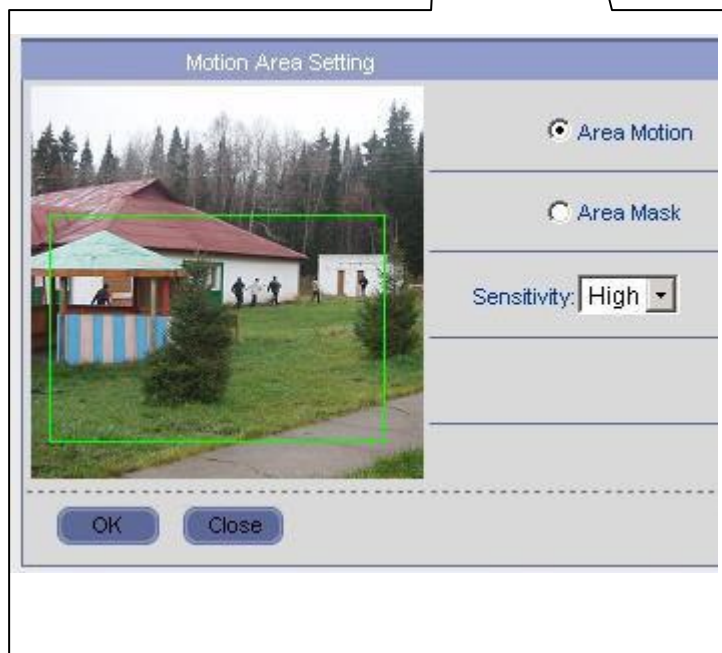 Motion Area Setting
Area Motion
Area Mask
Sensitivity: High
OK
Close